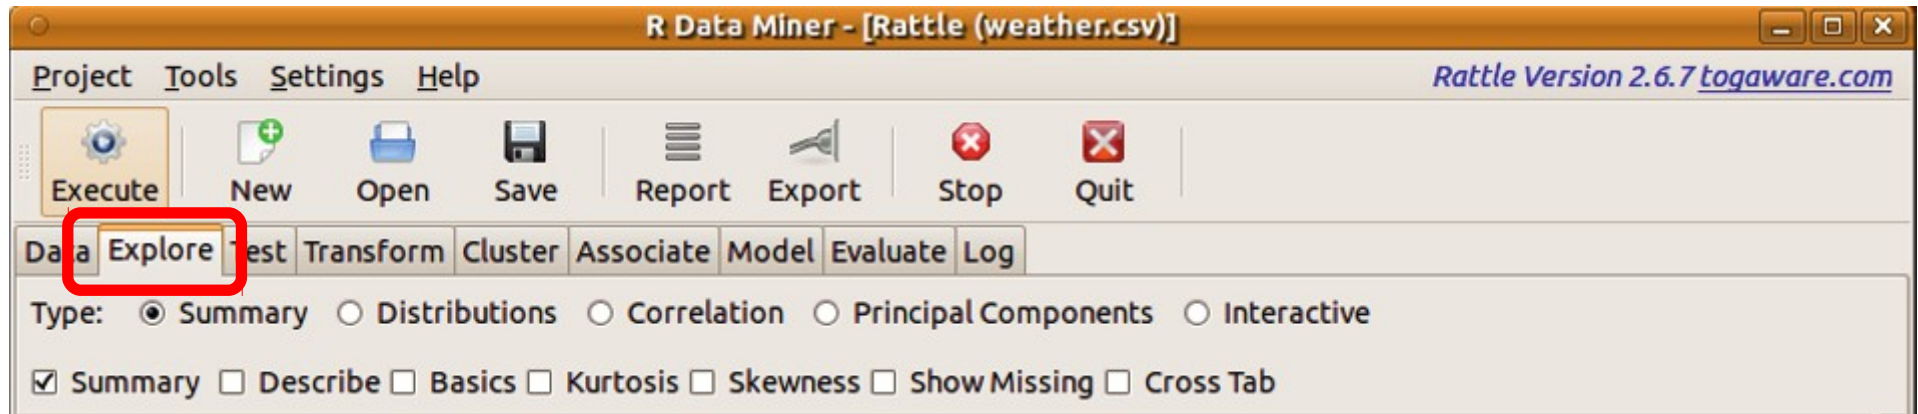 R Data Miner - [Rattle (weather.csv)]
Project Tools Settings Help Rattle Version 2.6.7 togaware.com
Execute New Open Save Report Export Stop Quit
Data Explore Test Transform Cluster Associate Model Evaluate Log
Type: Summary Distributions Correlation Principal Components Interactive
Summary Describe Basics Kurtosis Skewness Show Missing Cross Tab